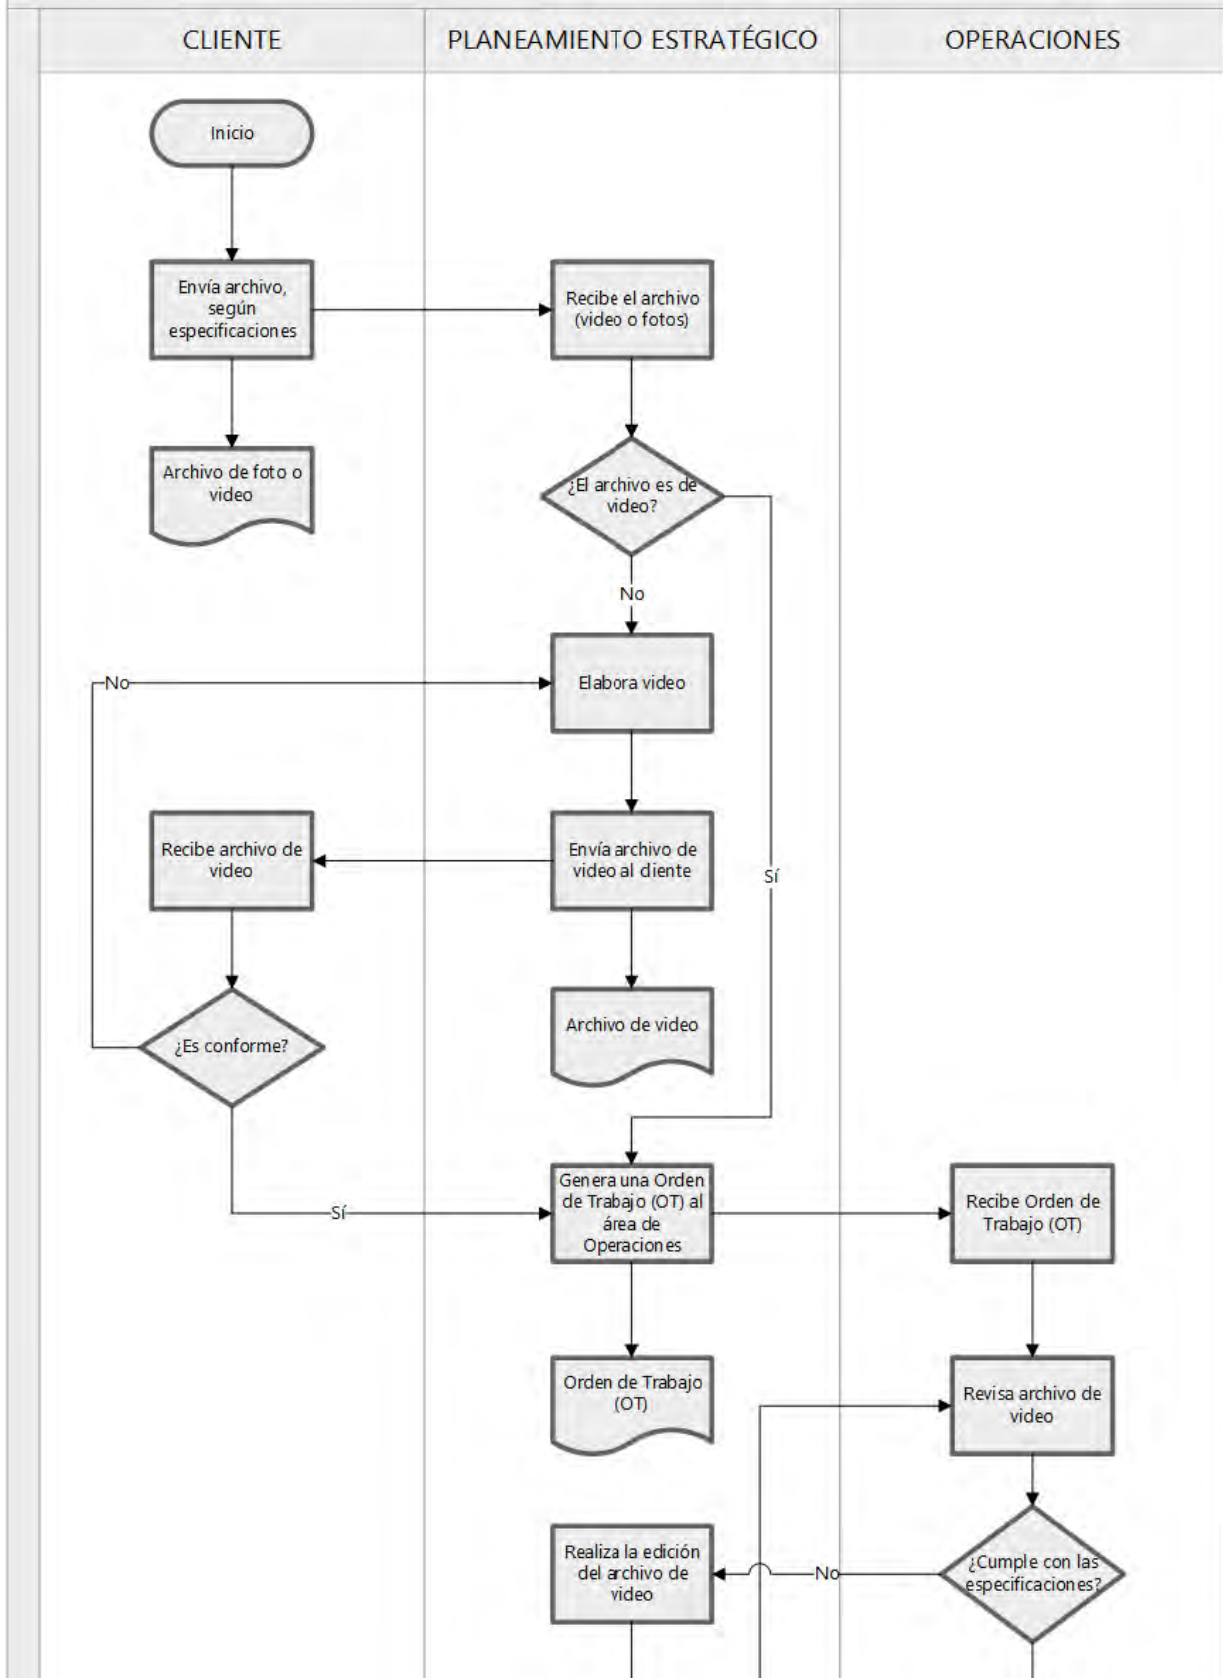 CLIENTE
PLANEAMIENTO ESTRATÉGICO
OPERACIONES
Inicio
Envía archivo,
según
especificaciones
Recibe el archivo
(video o fotos)
Archivo de foto o
video
¿El archivo es de
video?
No
No
Elabora video
Recibe archivo de
video
Envía archivo de
video al cliente
Sí
Archivo de video
¿Es conforme?
Sí
Genera una Orden
de Trabajo (OT) al
área de
Operaciones
Recibe Orden de
Trabajo (OT)
Orden de Trabajo
(OT)
Revisa archivo de
video
Realiza la edición
del archivo de
video
No
¿Cumple con las
especificaciones?